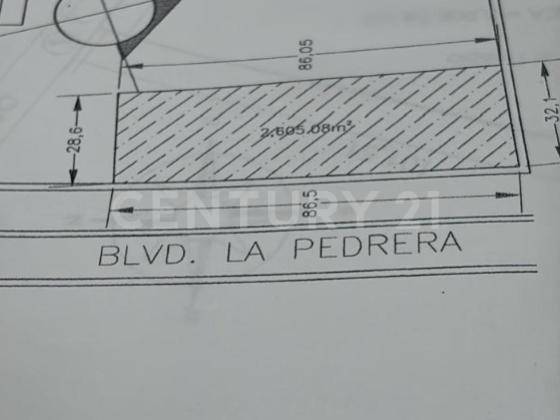 86.05
28.6
2,605.08m²
32.1
86.5
CENTURY 21
BLVD. LA PEDRERA